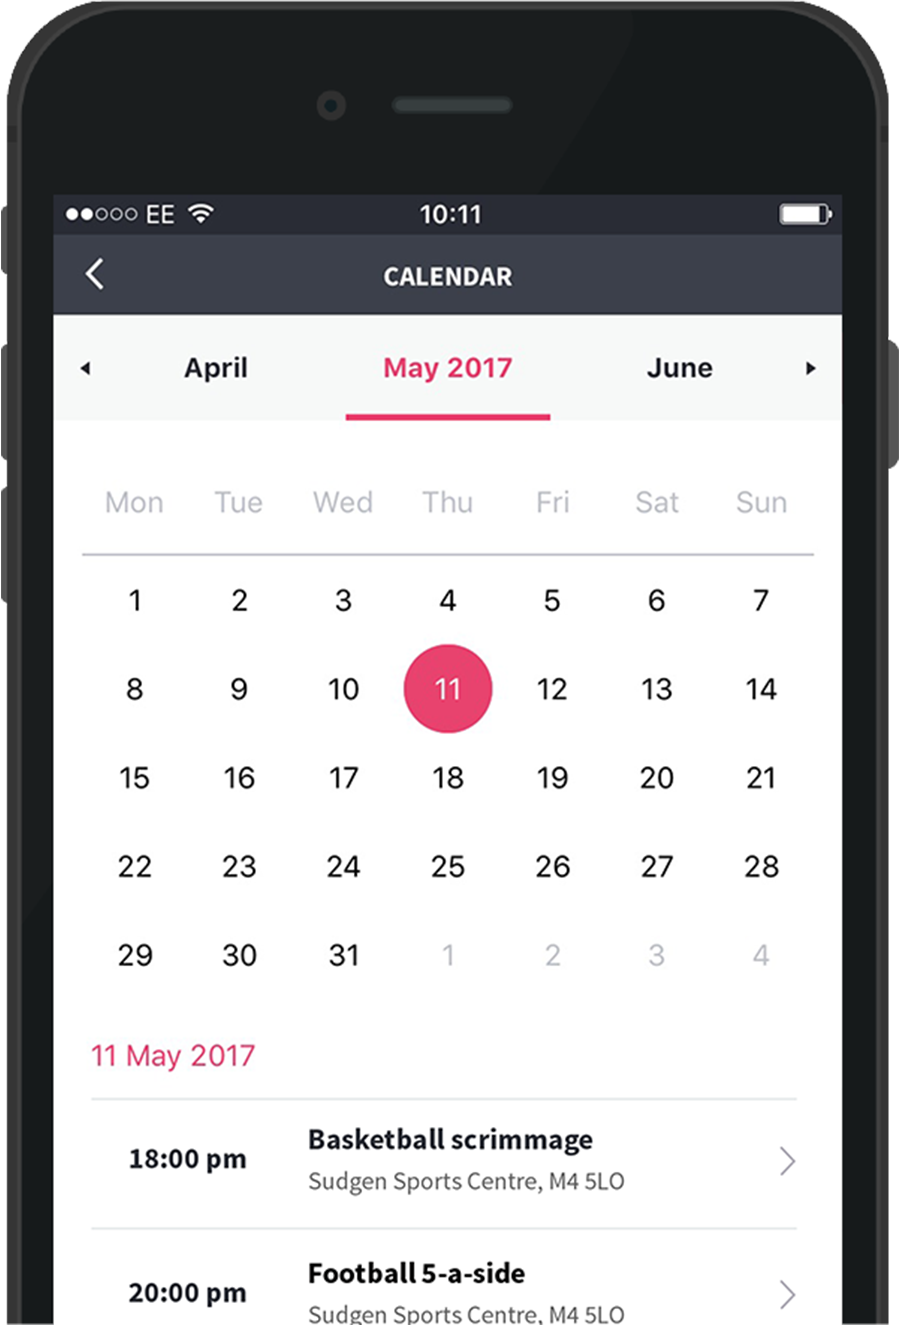 EE 10:11
CALENDAR
April May 2017 June
Mon Tue Wed Thu Fri Sat Sun
1 2 3 4 5 6 7
8 9 10 11 12 13 14
15 16 17 18 19 20 21
22 23 24 25 26 27 28
29 30 31 1 2 3 4
11 May 2017
18:00 pm Basketball scrimmage
Sudgen Sports Centre, M4 5LO
20:00 pm Football 5-a-side
Sudgen Sports Centre, M4 5LO